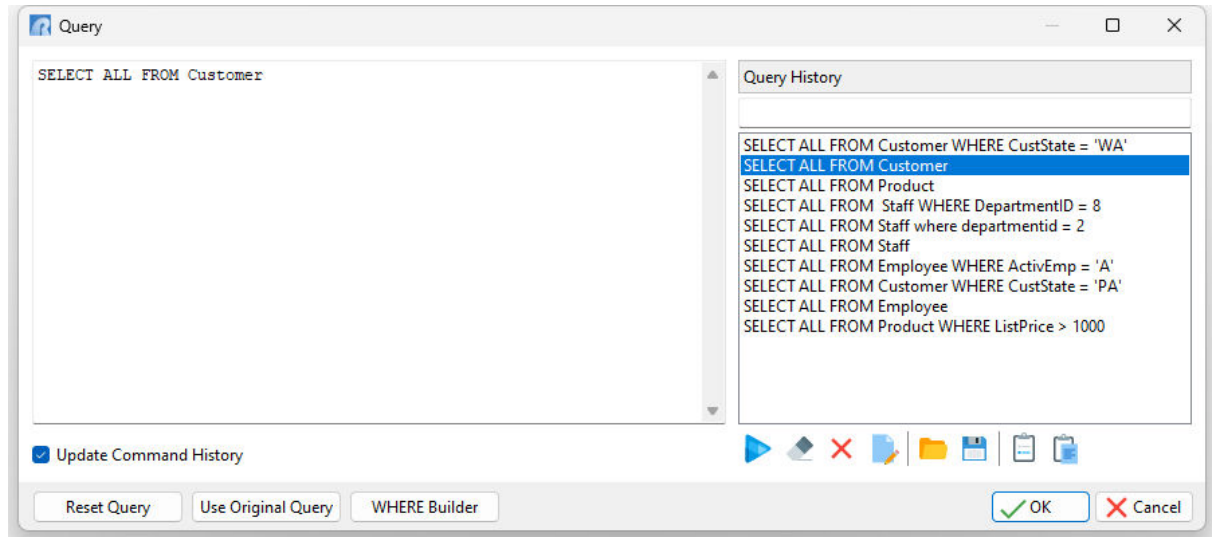 Query
SELECT ALL FROM Customer
Query History
SELECT ALL FROM Customer WHERE CustState = 'WA'
SELECT ALL FROM Customer
SELECT ALL FROM Product
SELECT ALL FROM  Staff WHERE DepartmentID = 8
SELECT ALL FROM Staff where departmentid = 2
SELECT ALL FROM Staff
SELECT ALL FROM Employee WHERE ActivEmp = 'A'
SELECT ALL FROM Customer WHERE CustState = 'PA'
SELECT ALL FROM Employee
SELECT ALL FROM Product WHERE ListPrice > 1000
Update Command History
Reset Query Use Original Query WHERE Builder OK Cancel